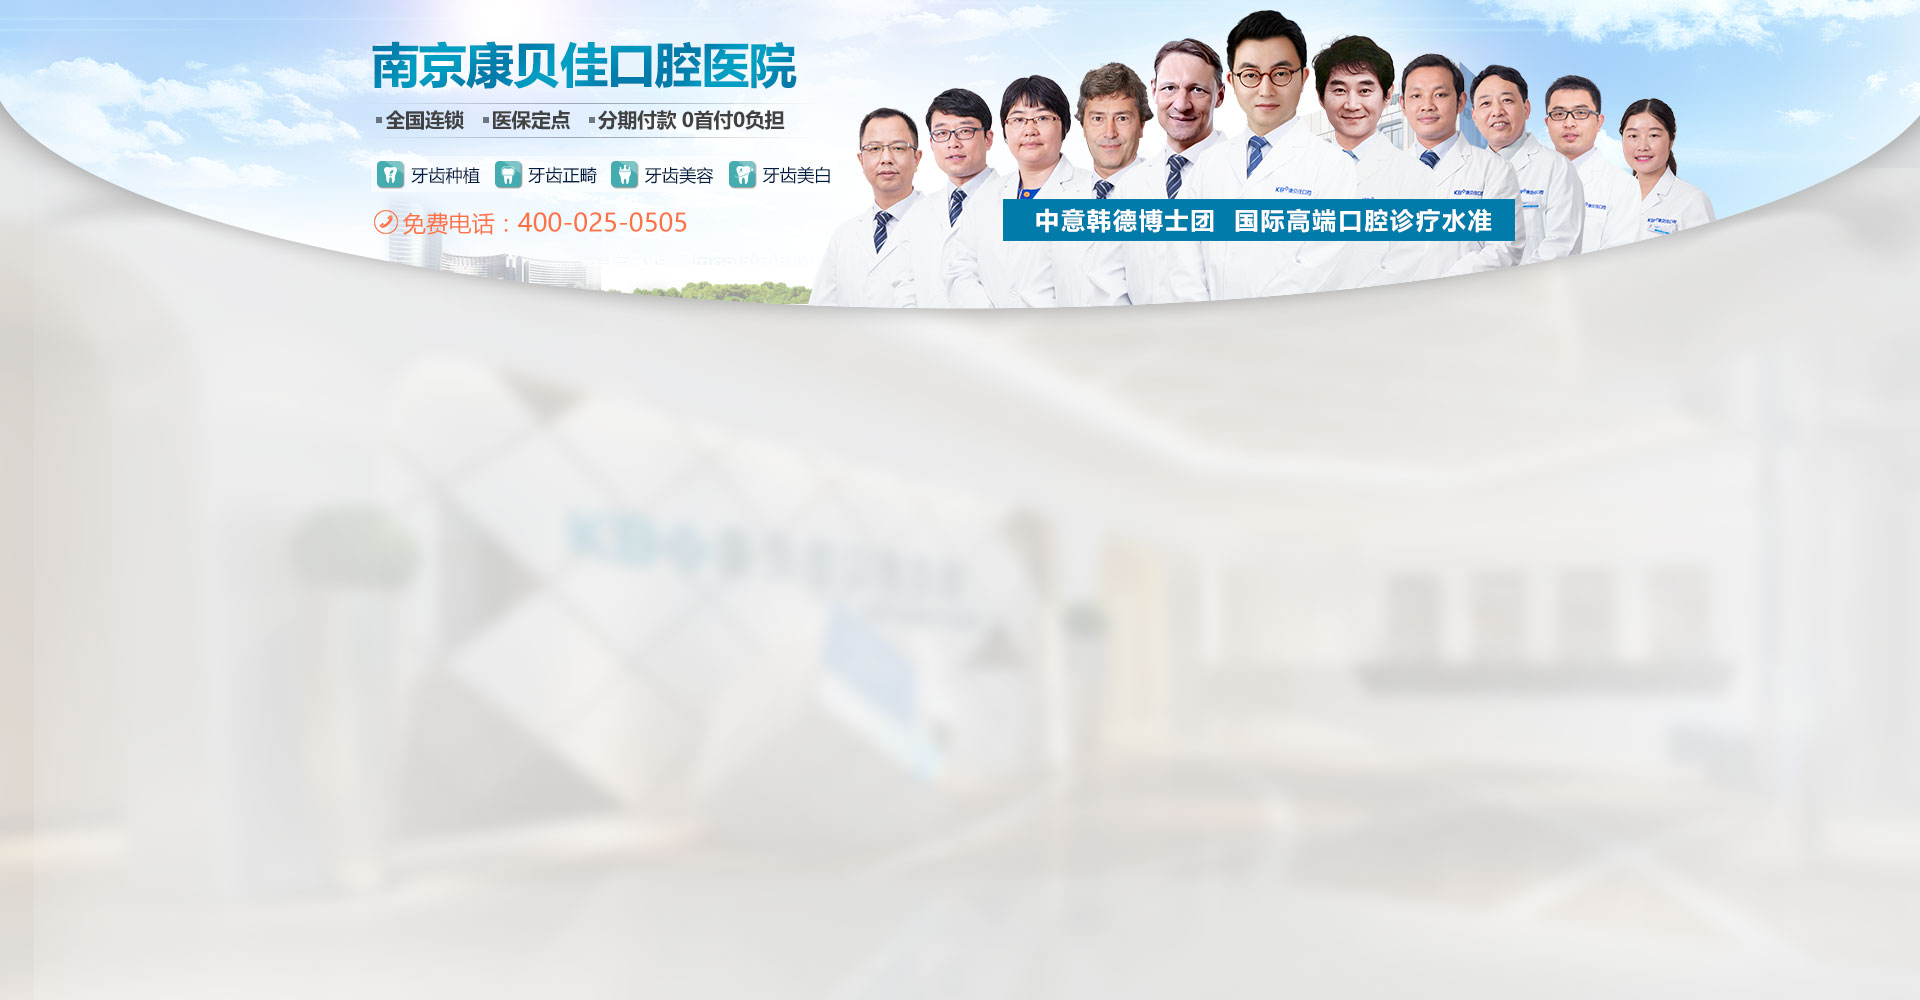 南京康贝佳口腔医院
▪全国连锁 ▪医保定点 ▪分期付款 0首付0负担
牙齿种植 牙齿正畸 牙齿美容 牙齿美白
免费电话：400-025-0505
中意韩德博士团 国际高端口腔诊疗水准